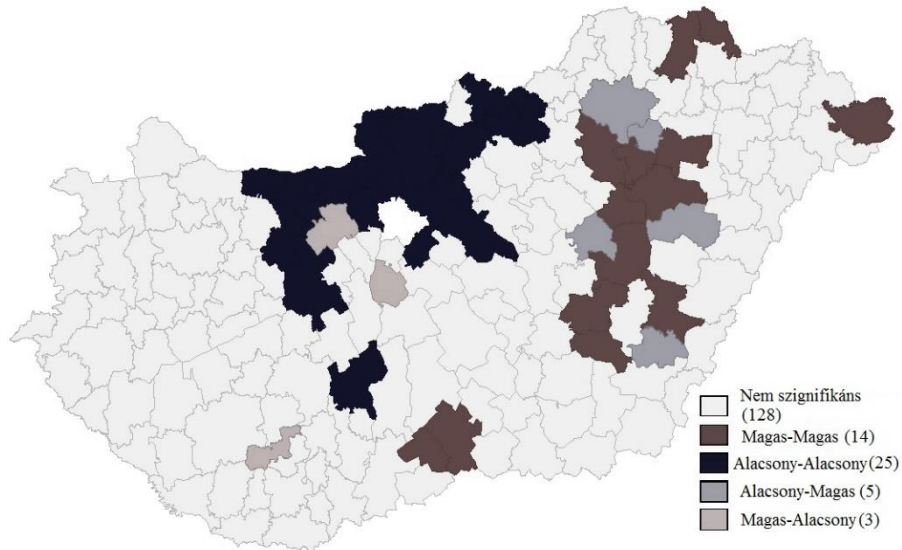 Nem szignifikáns
(128)
Magas-Magas (14)
Alacsony-Alacsony (25)
Alacsony-Magas (5)
Magas-Alacsony (3)